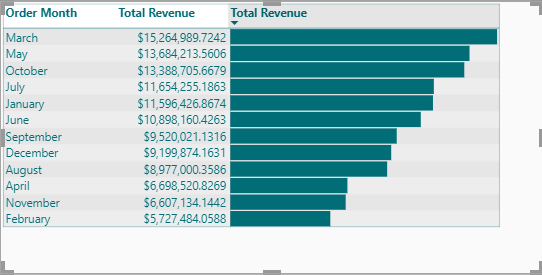 Order Month Total Revenue Total Revenue
March $15,264,989.7242
May $13,684,213.5606
October $13,388,705.6679
July $11,654,255.1863
January $11,596,426.8674
June $10,898,160.4263
September $9,520,021.1316
December $9,199,874.1631
August $8,977,000.3586
April $6,698,520.8269
November $6,607,134.1442
February $5,727,484.0588